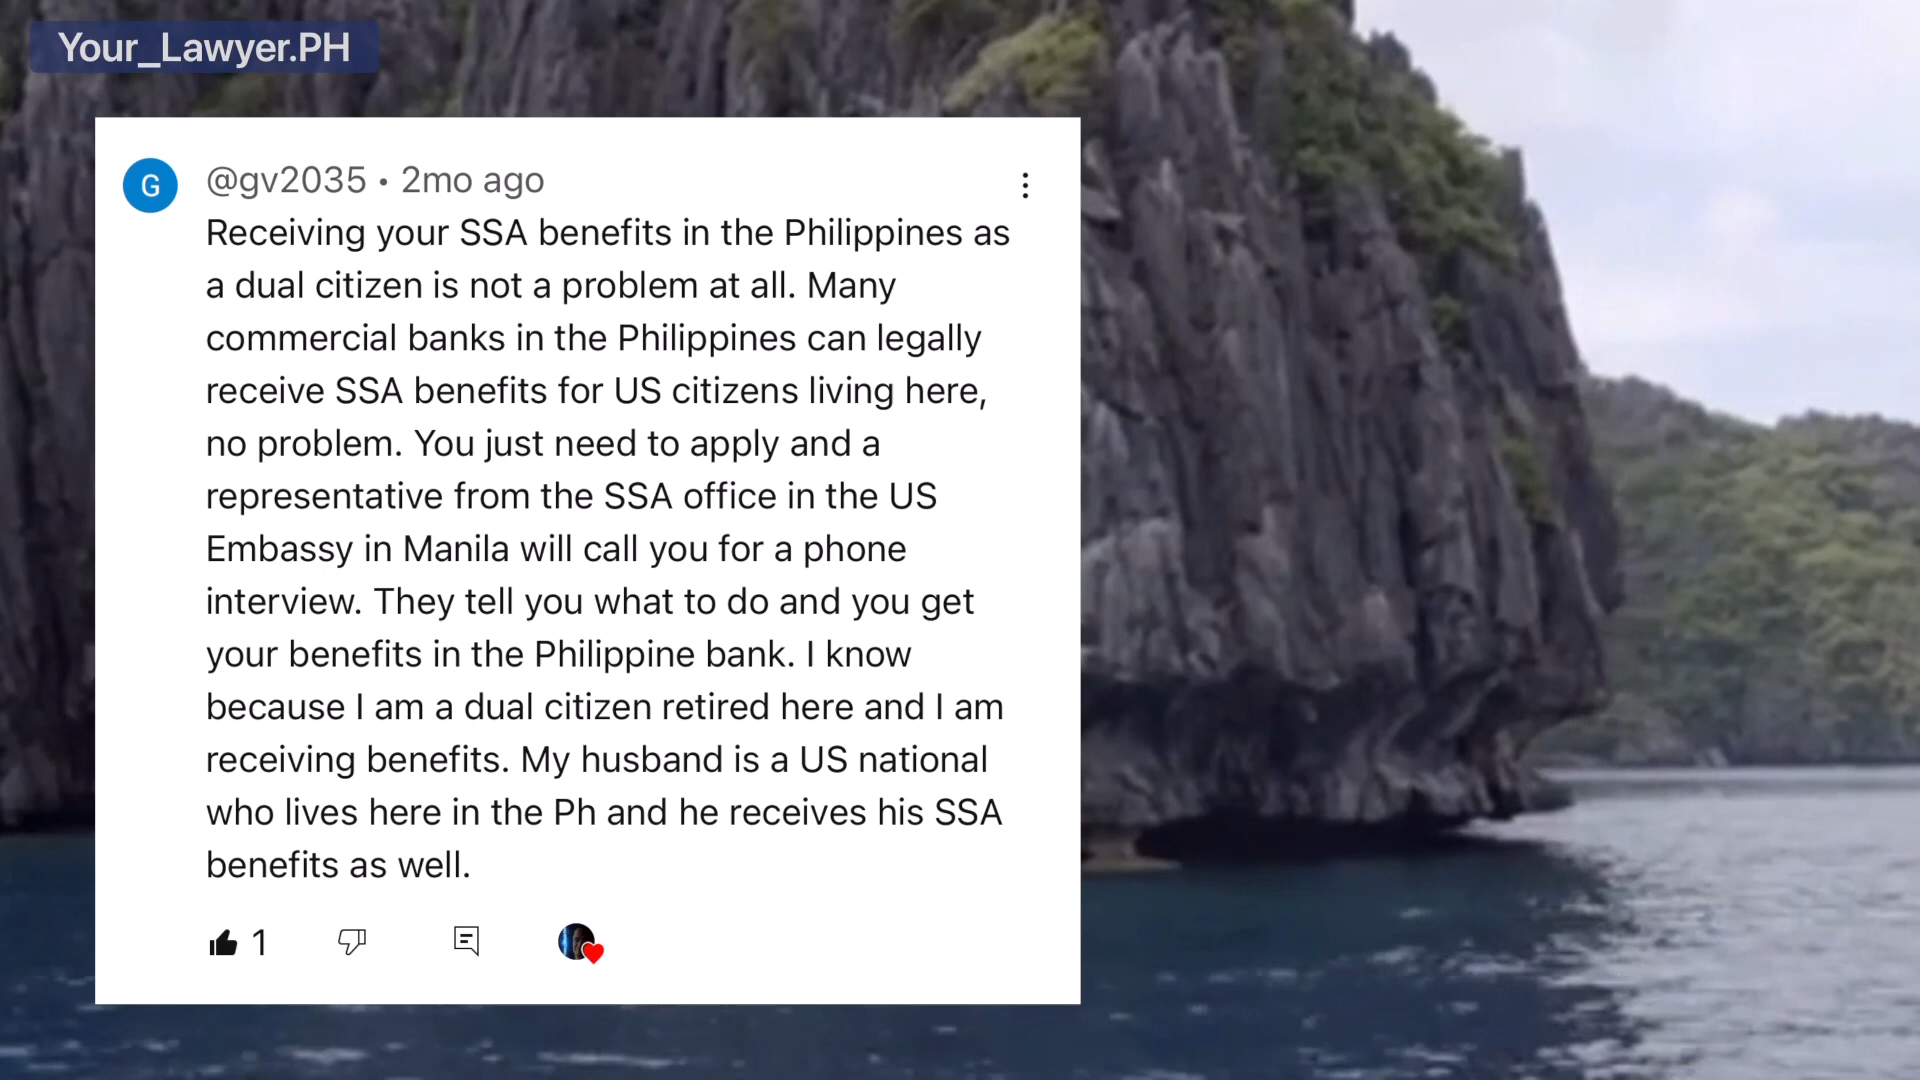 Your_Lawyer.PH
G
@gv2035 • 2mo ago
Receiving your SSA benefits in the Philippines as
a dual citizen is not a problem at all. Many
commercial banks in the Philippines can legally
receive SSA benefits for US citizens living here,
no problem. You just need to apply and a
representative from the SSA office in the US
Embassy in Manila will call you for a phone
interview. They tell you what to do and you get
your benefits in the Philippine bank. I know
because I am a dual citizen retired here and I am
receiving benefits. My husband is a US national
who lives here in the Ph and he receives his SSA
benefits as well.
1